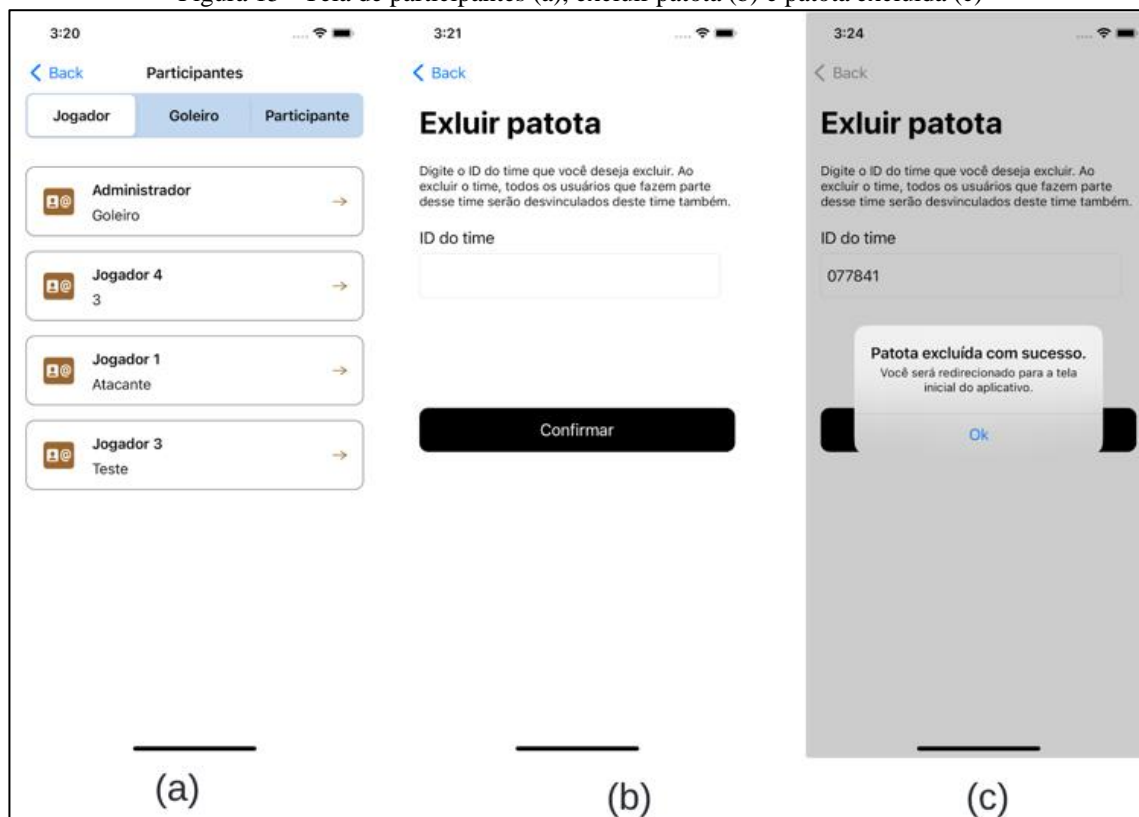 3:20
Back
Participantes
Jogador
Goleiro
Participante
Administrador
Goleiro
Jogador 4
3
Jogador 1
Atacante
Jogador 3
Teste
(a)
3:21
Back
Exluir patota
Digite o ID do time que você deseja excluir. Ao
excluir o time, todos os usuários que fazem parte
desse time serão desvinculados deste time também.
ID do time
Confirmar
(b)
3:24
Back
Exluir patota
Digite o ID do time que você deseja excluir. Ao
excluir o time, todos os usuários que fazem parte
desse time serão desvinculados deste time também.
ID do time
077841
Patota excluída com sucesso.
Você será redirecionado para a tela
inicial do aplicativo.
Ok
(c)